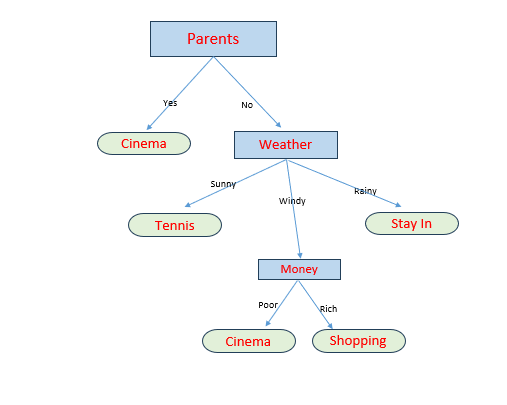 Parents
Yes
No
Cinema
Weather
Sunny
Windy
Rainy
Tennis
Stay In
Money
Poor
Rich
Cinema
Shopping